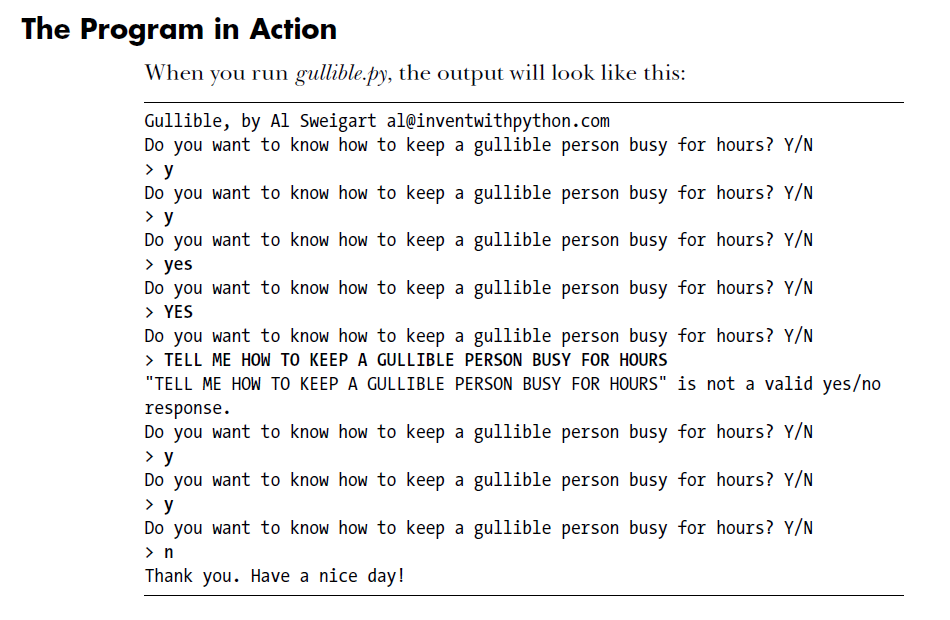 The Program in Action
When you run gullible.py, the output will look like this:
Gullible, by Al Sweigart al@inventwithpython.com
Do you want to know how to keep a gullible person busy for hours? Y/N
> y
Do you want to know how to keep a gullible person busy for hours? Y/N
> y
Do you want to know how to keep a gullible person busy for hours? Y/N
> yes
Do you want to know how to keep a gullible person busy for hours? Y/N
> YES
Do you want to know how to keep a gullible person busy for hours? Y/N
> TELL ME HOW TO KEEP A GULLIBLE PERSON BUSY FOR HOURS
"TELL ME HOW TO KEEP A GULLIBLE PERSON BUSY FOR HOURS" is not a valid yes/no
response.
Do you want to know how to keep a gullible person busy for hours? Y/N
> y
Do you want to know how to keep a gullible person busy for hours? Y/N
> y
Do you want to know how to keep a gullible person busy for hours? Y/N
> n
Thank you. Have a nice day!